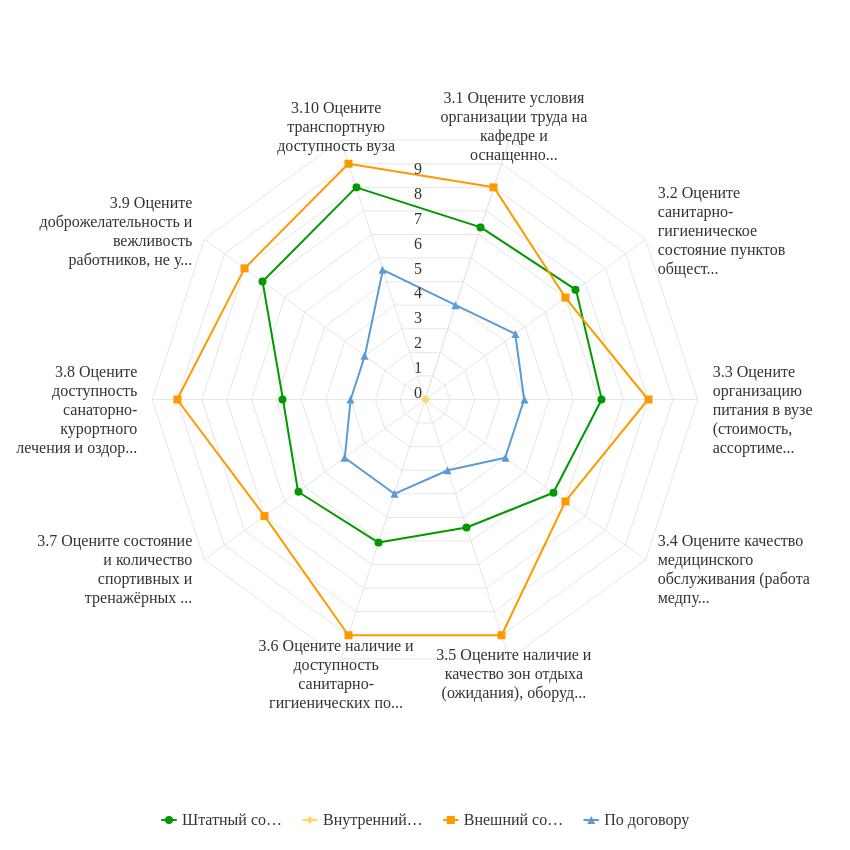 3.10 Оцените
транспортную
доступность вуза
3.1 Оцените условия
организации труда на
кафедре и
оснащенно...
3.2 Оцените
санитарно-
гигиеническое
состояние пунктов
общест...
3.3 Оцените
организацию
питания в вузе
(стоимость,
ассортиме...
3.4 Оцените качество
медицинского
обслуживания (работа
медпу...
3.5 Оцените наличие и
качество зон отдыха
(ожидания), оборуд...
3.6 Оцените наличие и
доступность
санитарно-
гигиенических по...
3.7 Оцените состояние
и количество
спортивных и
тренажёрных ...
3.8 Оцените
доступность
санаторно-
курортного
лечения и оздор...
3.9 Оцените
доброжелательность и
вежливость
работников, не у...
9
8
7
6
5
4
3
2
1
0
Штатный со…
Внутренний…
Внешний со…
По договору